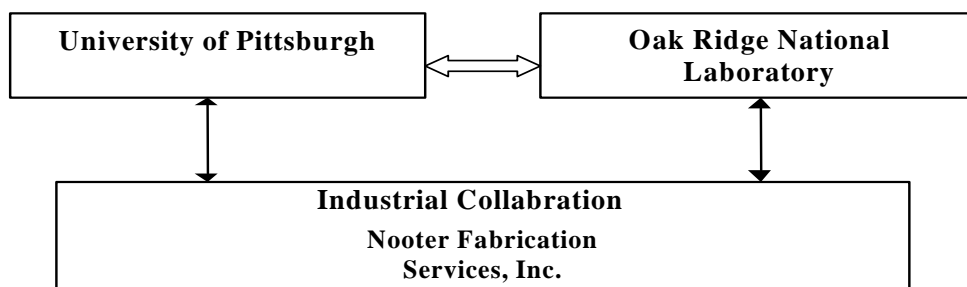 University of Pittsburgh
Oak Ridge National
Laboratory
Industrial Collabration
Nooter Fabrication
Services, Inc.